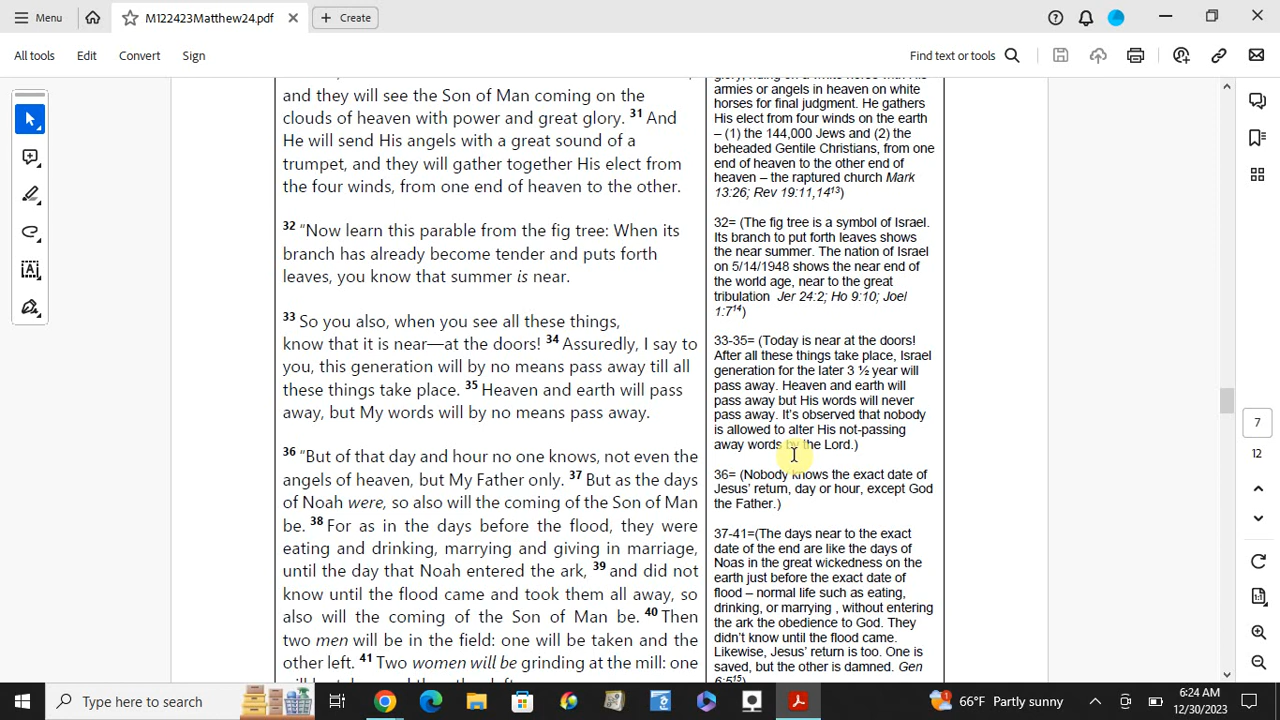 Menu
M122423Matthew24.pdf
Create
All tools
Edit
Convert
Sign
Find text or tools
and they will see the Son of Man coming on the
clouds of heaven with power and great glory. 31 And
He will send His angels with a great sound of a
trumpet, and they will gather together His elect from
the four winds, from one end of heaven to the other.
32 “Now learn this parable from the fig tree: When its
branch has already become tender and puts forth
leaves, you know that summer is near.
33 So you also, when you see all these things,
know that it is near—at the doors! 34 Assuredly, I say to
you, this generation will by no means pass away till all
these things take place. 35 Heaven and earth will pass
away, but My words will by no means pass away.
36 “But of that day and hour no one knows, not even the
angels of heaven, but My Father only. 37 But as the days
of Noah were, so also will the coming of the Son of Man
be. 38 For as in the days before the flood, they were
eating and drinking, marrying and giving in marriage,
until the day that Noah entered the ark, 39 and did not
know until the flood came and took them all away, so
also will the coming of the Son of Man be. 40 Then
two men will be in the field: one will be taken and the
other left. 41 Two women will be grinding at the mill: one
glory, riding on a white horse with His
armies or angels in heaven on white
horses for final judgment. He gathers
His elect from four winds on the earth
– (1) the 144,000 Jews and (2) the
beheaded Gentile Christians, from one
end of heaven to the other end of
heaven – the raptured church Mark
13:26; Rev 19:11,14 13)
32= (The fig tree is a symbol of Israel.
Its branch to put forth leaves shows
the near summer. The nation of Israel
on 5/14/1948 shows the near end of
the world age, near to the great
tribulation Jer 24:2; Ho 9:10; Joel
1:7 14)
33-35= (Today is near at the doors!
After all these things take place, Israel
generation for the later 3 ½ year will
pass away. Heaven and earth will
pass away but His words will never
pass away. It’s observed that nobody
is allowed to alter His not-passing
away words by the Lord.)
36= (Nobody knows the exact date of
Jesus’ return, day or hour, except God
the Father.)
37-41=(The days near to the exact
date of the end are like the days of
Noas in the great wickedness on the
earth just before the exact date of
flood – normal life such as eating,
drinking, or marrying , without entering
the ark the obedience to God. They
didn’t know until the flood came.
Likewise, Jesus’ return is too. One is
saved, but the other is damned. Gen
6:5 15)
7
12
Type here to search
66°F Partly sunny
6:24 AM
12/30/2023